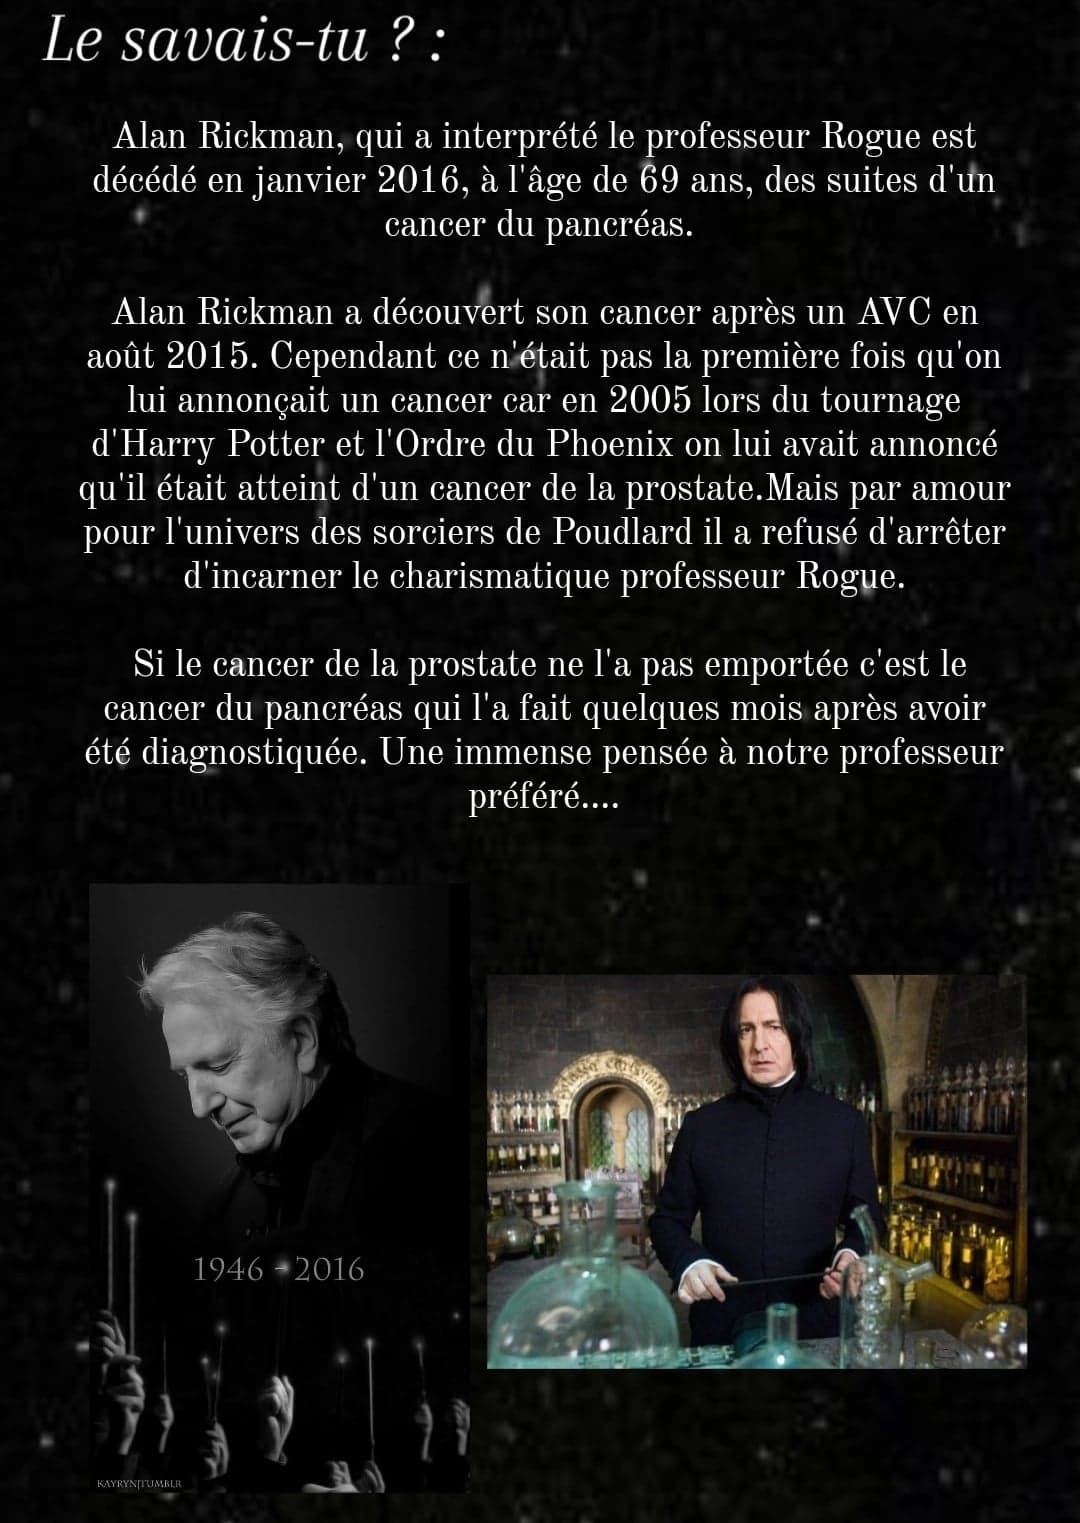 Le savais-tu ? :
Alan Rickman, qui a interprété le professeur Rogue est
décédé en janvier 2016, à l'âge de 69 ans, des suites d'un
cancer du pancréas.
Alan Rickman a découvert son cancer après un AVC en
août 2015. Cependant ce n'était pas la première fois qu'on
lui annonçait un cancer car en 2005 lors du tournage
d'Harry Potter et l'Ordre du Phoenix on lui avait annoncé
qu'il était atteint d'un cancer de la prostate.Mais par amour
pour l'univers des sorciers de Poudlard il a refusé d'arrêter
d'incarner le charismatique professeur Rogue.
Si le cancer de la prostate ne l'a pas emportée c'est le
cancer du pancréas qui l'a fait quelques mois après avoir
été diagnostiquée. Une immense pensée à notre professeur
préféré....
1946 - 2016
KAYRYN|TUMBLR